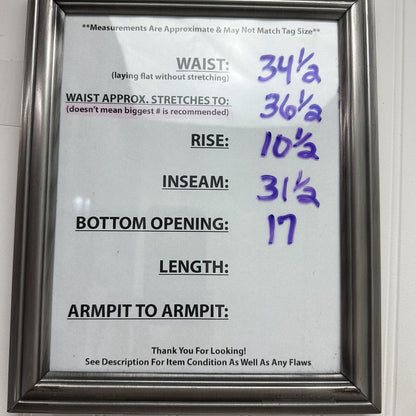 **Measurements Are Approximate & May Not Match Tag Size**
WAIST: 34 1/2
(laying flat without stretching)
WAIST APPROX. STRETCHES TO: 36 1/2
(doesn't mean biggest # is recommended)
RISE: 10 1/2
INSEAM: 31 1/2
BOTTOM OPENING: 17
LENGTH:
ARMPIT TO ARMPIT:
Thank You For Looking!
See Description For Item Condition As Well As Any Flaws